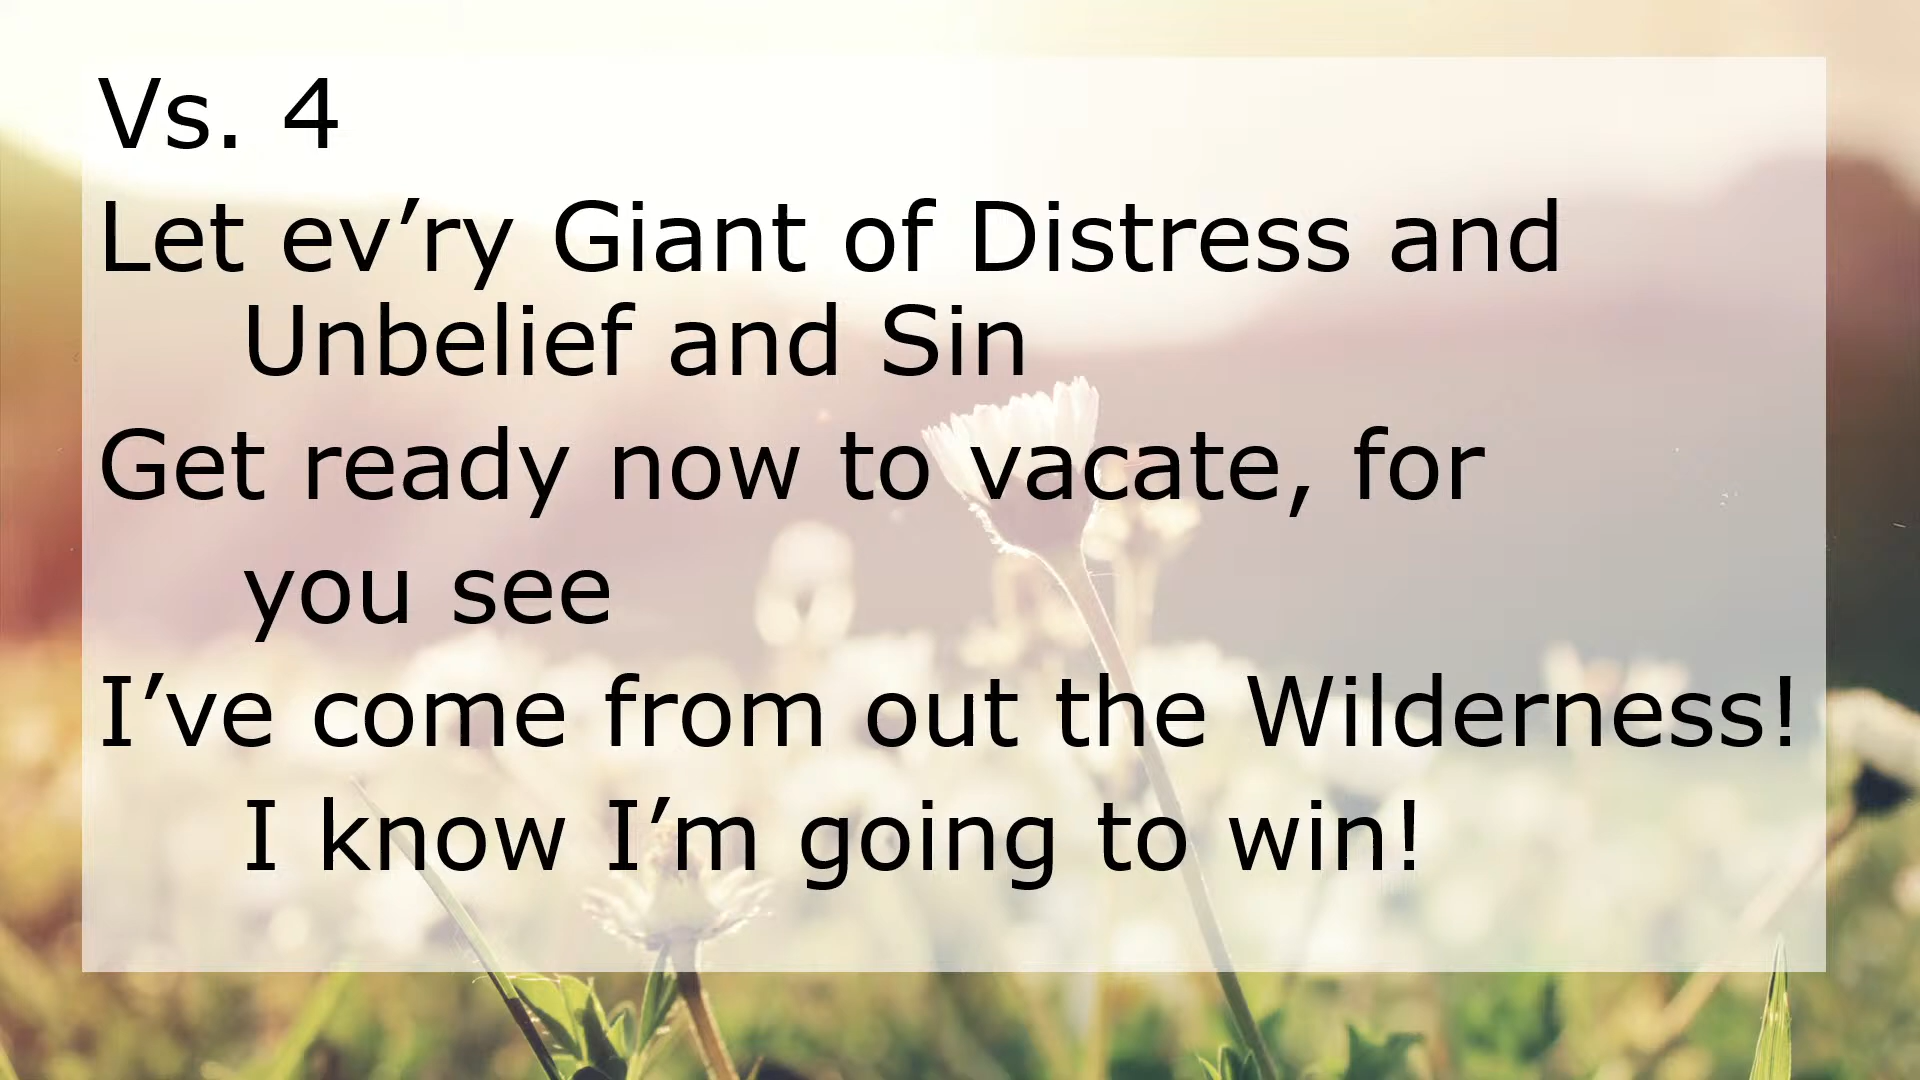 Vs. 4
Let ev’ry Giant of Distress and
Unbelief and Sin
Get ready now to vacate, for
you see
I’ve come from out the Wilderness!
I know I’m going to win!